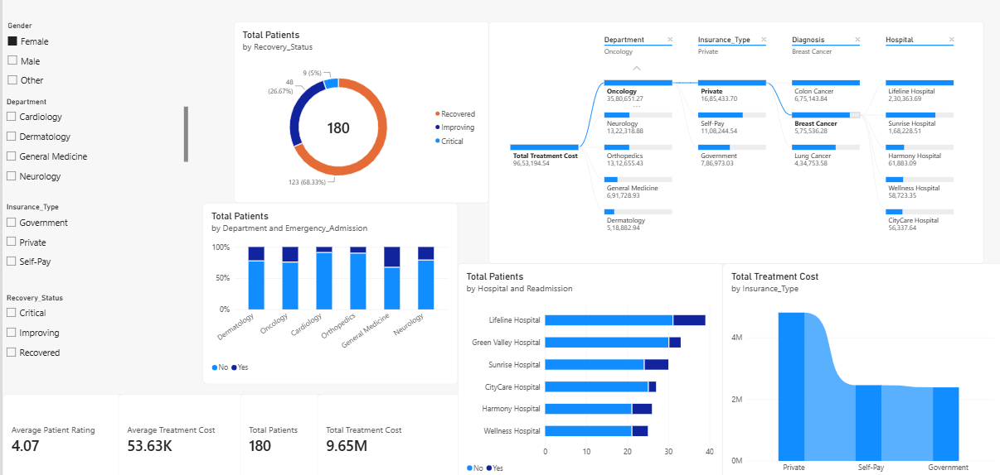 Gender
Female
Male
Other
Department
Cardiology
Dermatology
General Medicine
Neurology
Insurance_Type
Government
Private
Self-Pay
Recovery_Status
Critical
Improving
Recovered
Total Patients
by Recovery_Status
9 (5%)
48
(26.67%)
180
123 (68.33%)
Recovered
Improving
Critical
Department
Oncology
Insurance_Type
Private
Diagnosis
Breast Cancer
Hospital
Total Treatment Cost
96,53,194.54
Oncology
35,80,651.27
Neurology
13,22,318.88
Orthopedics
13,12,655.43
General Medicine
6,91,728.93
Dermatology
5,18,882.94
Private
16,85,433.70
Self-Pay
11,08,244.54
Government
7,86,973.03
Colon Cancer
6,75,143.84
Breast Cancer
5,75,536.28
Lung Cancer
4,34,753.58
Lifeline Hospital
2,30,363.69
Sunrise Hospital
1,68,228.51
Harmony Hospital
61,883.09
Wellness Hospital
58,723.35
CityCare Hospital
56,337.64
Total Patients
by Department and Emergency_Admission
100%
50%
0%
Dermatology
Oncology
Cardiology
Orthopedics
General Medicine
Neurology
No Yes
Total Patients
by Hospital and Readmission
Lifeline Hospital
Green Valley Hospital
Sunrise Hospital
CityCare Hospital
Harmony Hospital
Wellness Hospital
0 10 20 30 40
No Yes
Total Treatment Cost
by Insurance_Type
4M
2M
0M
Private Self-Pay Government
Average Patient Rating
4.07
Average Treatment Cost
53.63K
Total Patients
180
Total Treatment Cost
9.65M